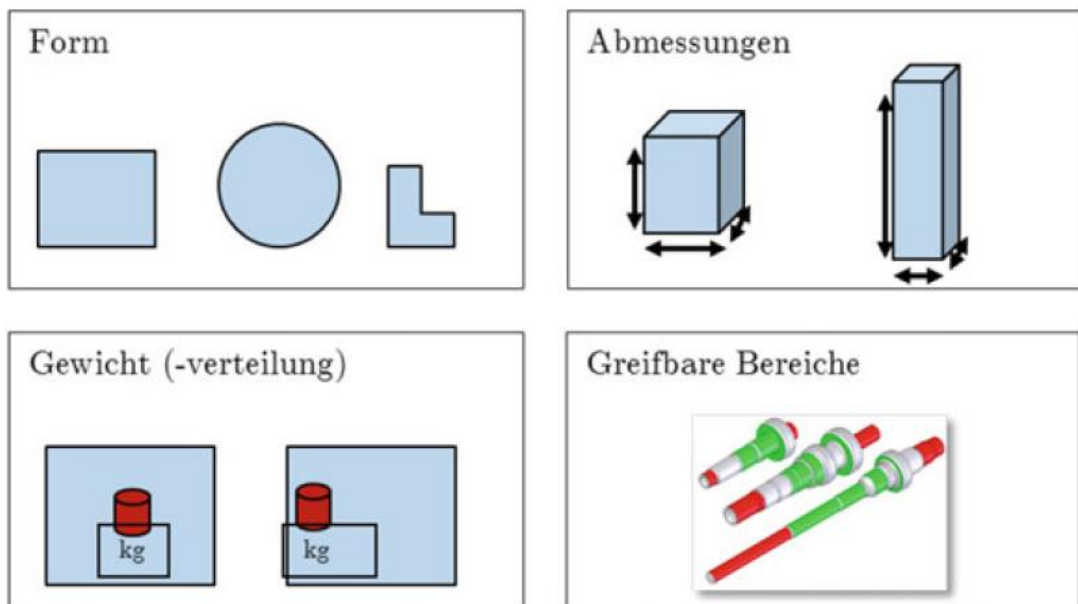 Form
Abmessungen
Gewicht (-verteilung)
kg
kg
Greifbare Bereiche